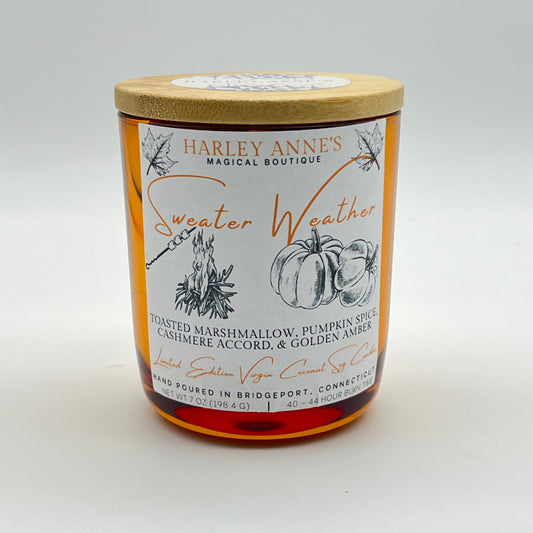 HARLEY ANNE'S
MAGICAL BOUTIQUE
Sweater Weather
TOASTED MARSHMALLOW, PUMPKIN SPICE,
CASHMERE ACCORD, & GOLDEN AMBER
Limited Edition Virgin Coconut Soy Candle
HAND POURED IN BRIDGEPORT, CONNECTICUT
NET WT 7 OZ (198.4 G) | 40 - 44 HOUR BURN TIME